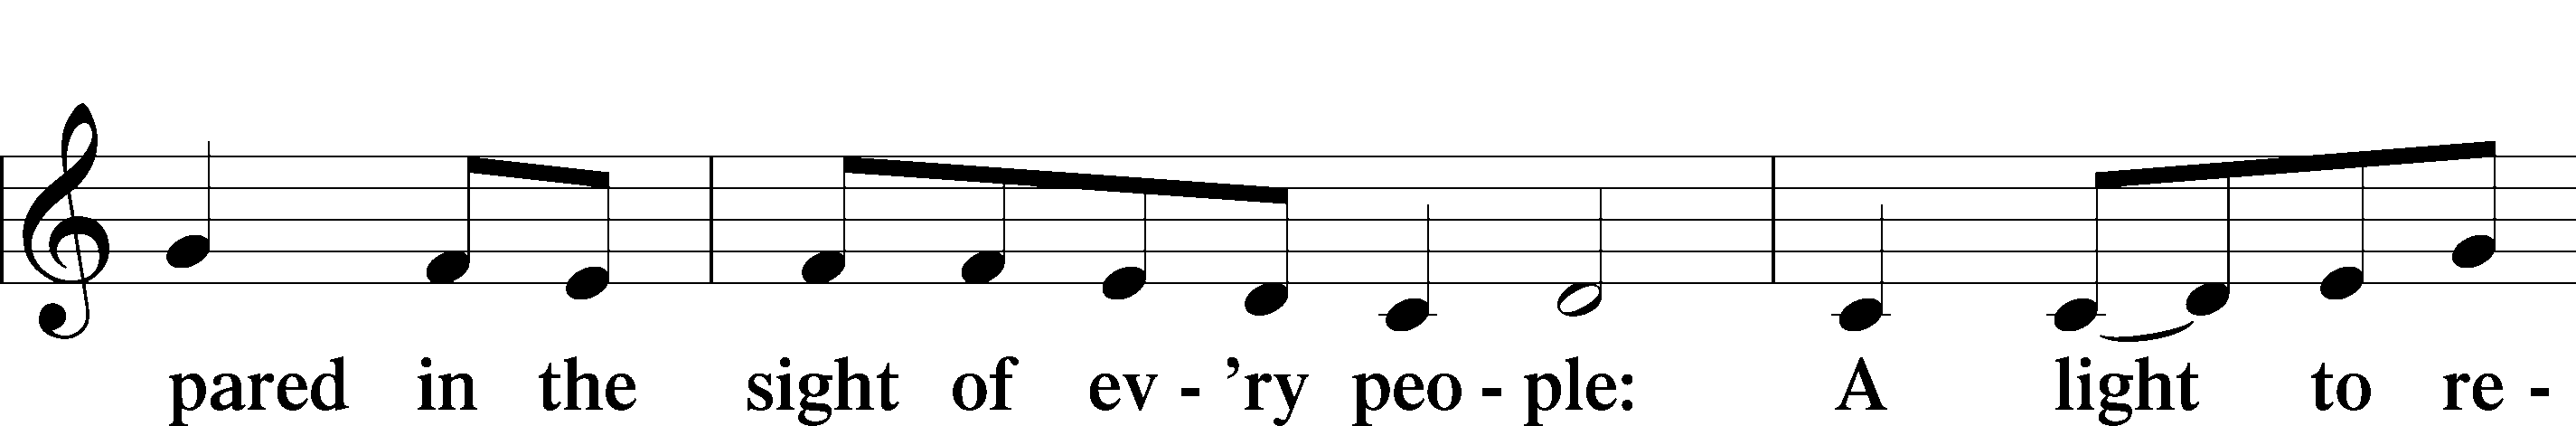 pared in the sight of ev - ’ry peo - ple: A light to re -